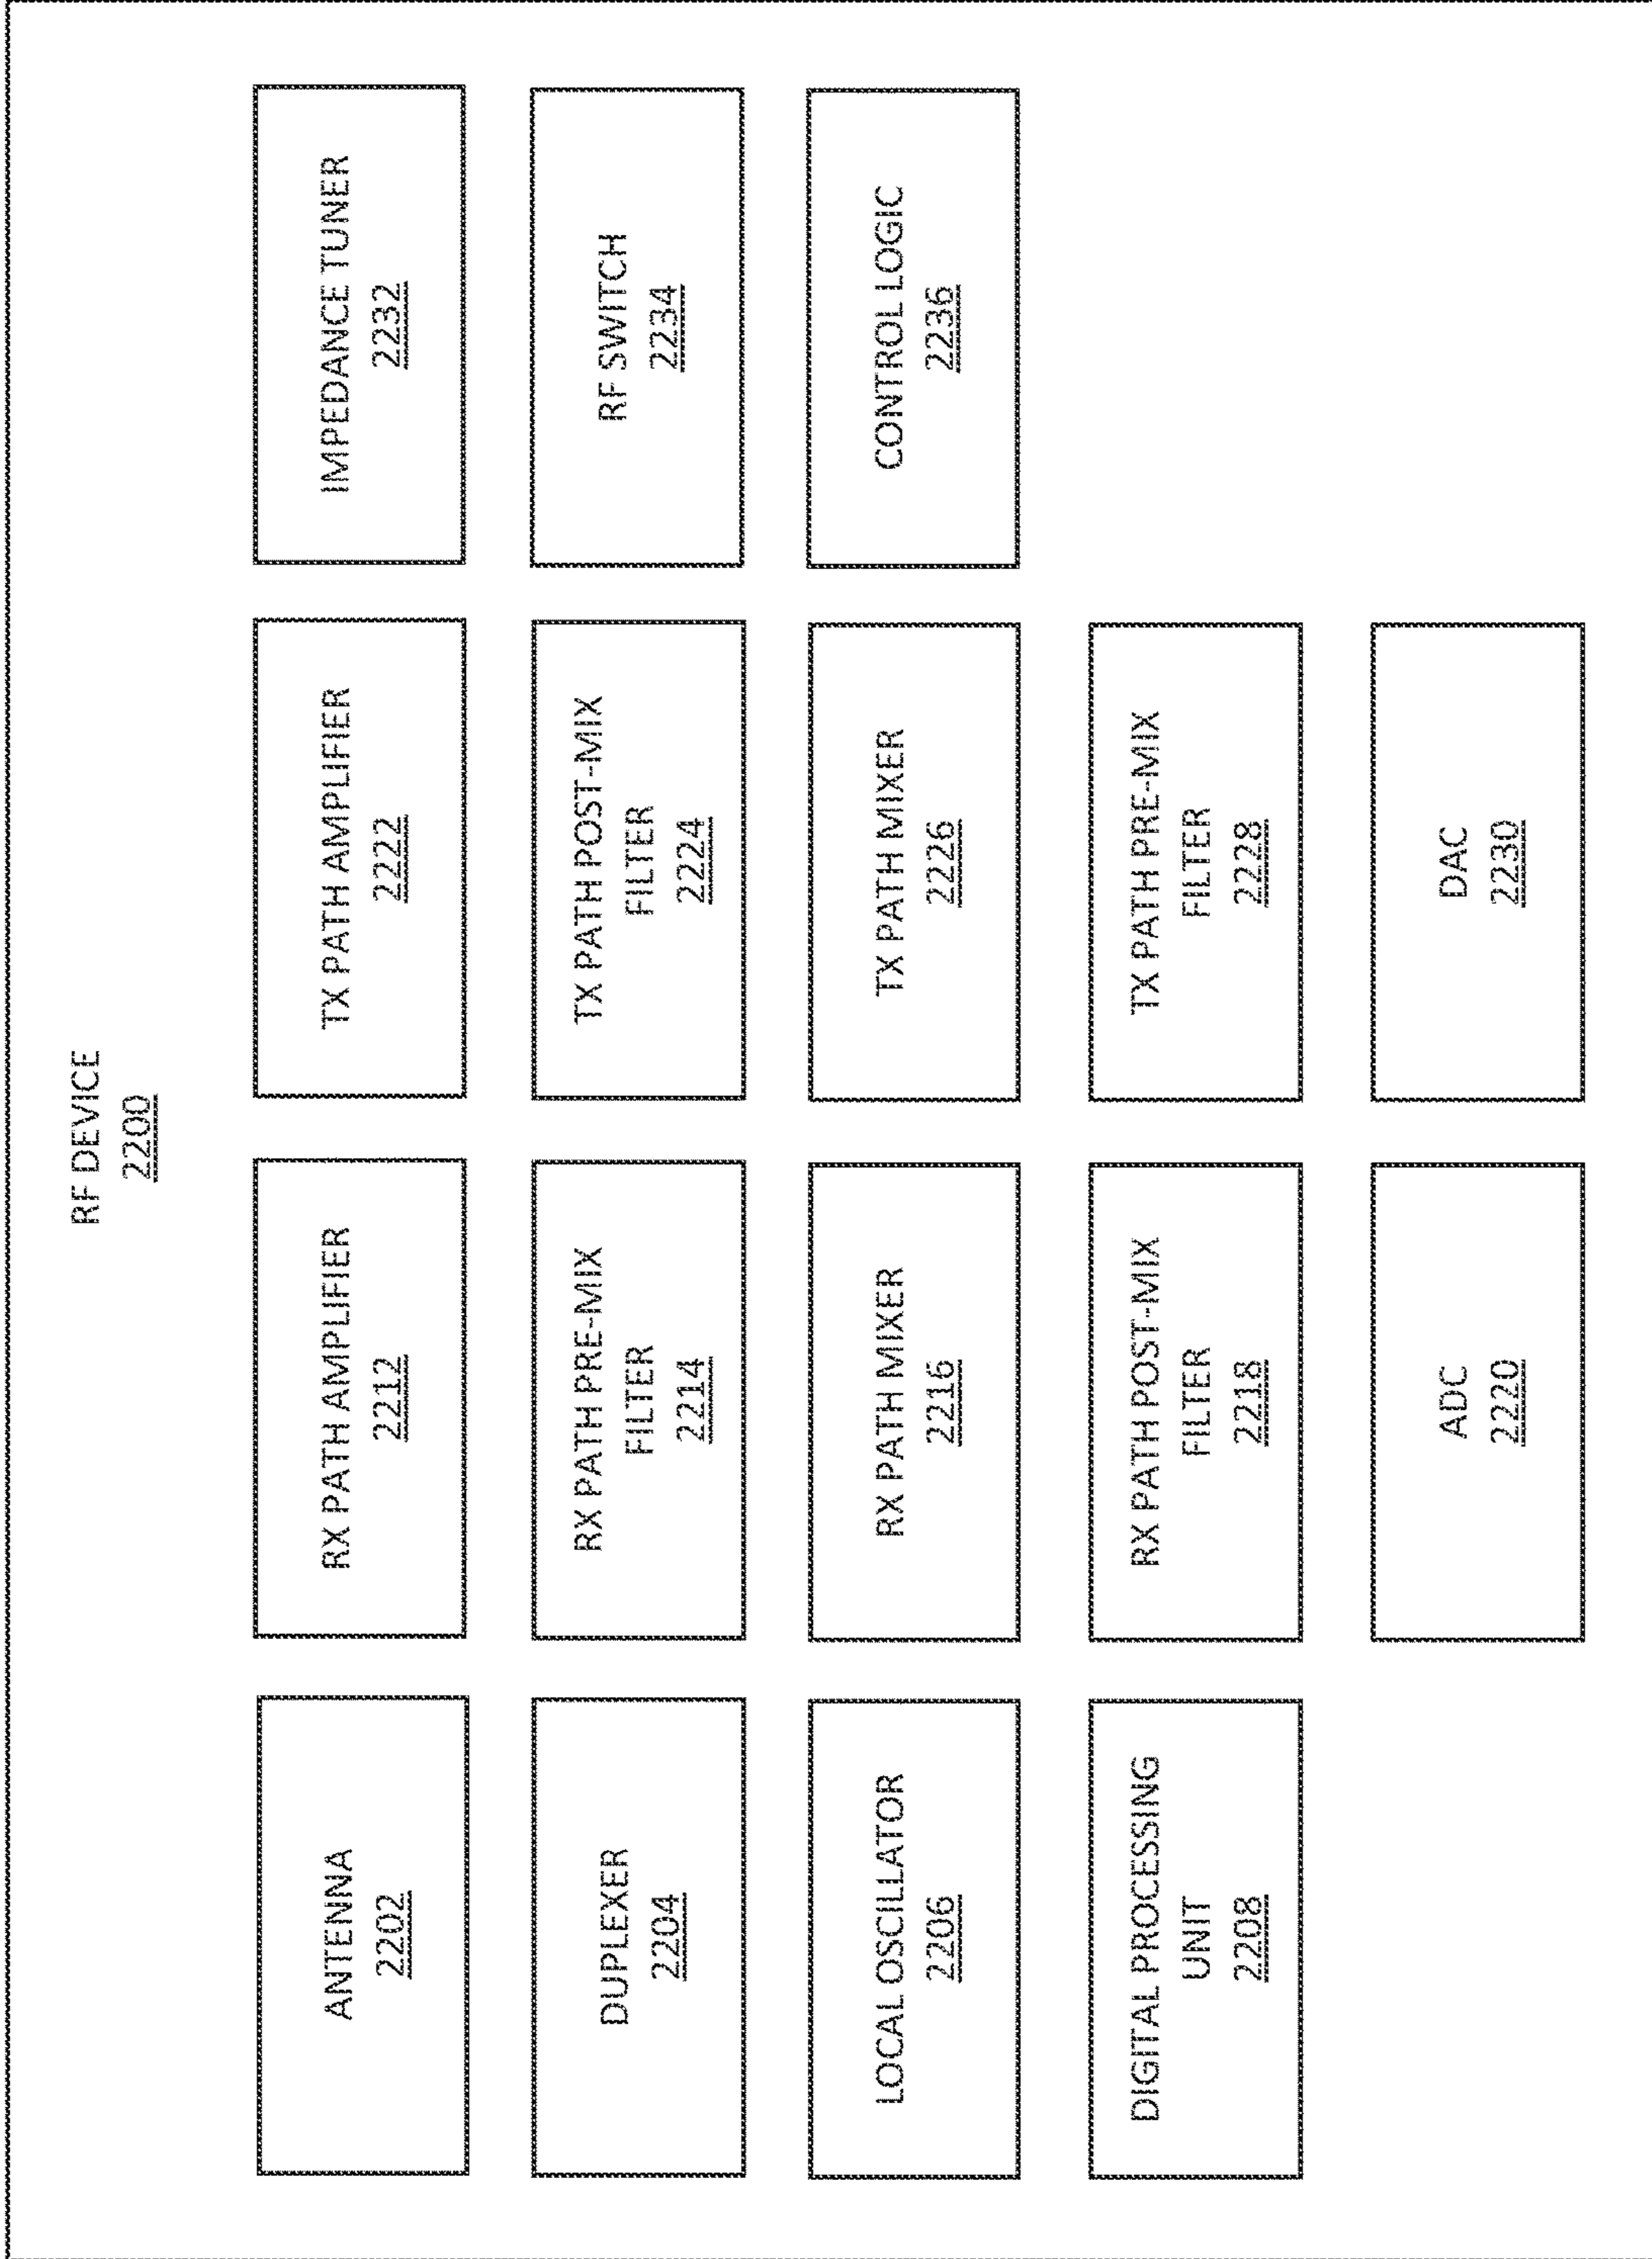 RF DEVICE
2200
ANTENNA
2202
DUPLEXER
2204
LOCAL OSCILLATOR
2206
DIGITAL PROCESSING
UNIT
2208
RX PATH AMPLIFIER
2212
RX PATH PRE-MIX
FILTER
2214
RX PATH MIXER
2216
RX PATH POST-MIX
FILTER
2218
ADC
2220
TX PATH AMPLIFIER
2222
TX PATH POST-MIX
FILTER
2224
TX PATH MIXER
2226
TX PATH PRE-MIX
FILTER
2228
DAC
2230
IMPEDANCE TUNER
2232
RF SWITCH
2234
CONTROL LOGIC
2236